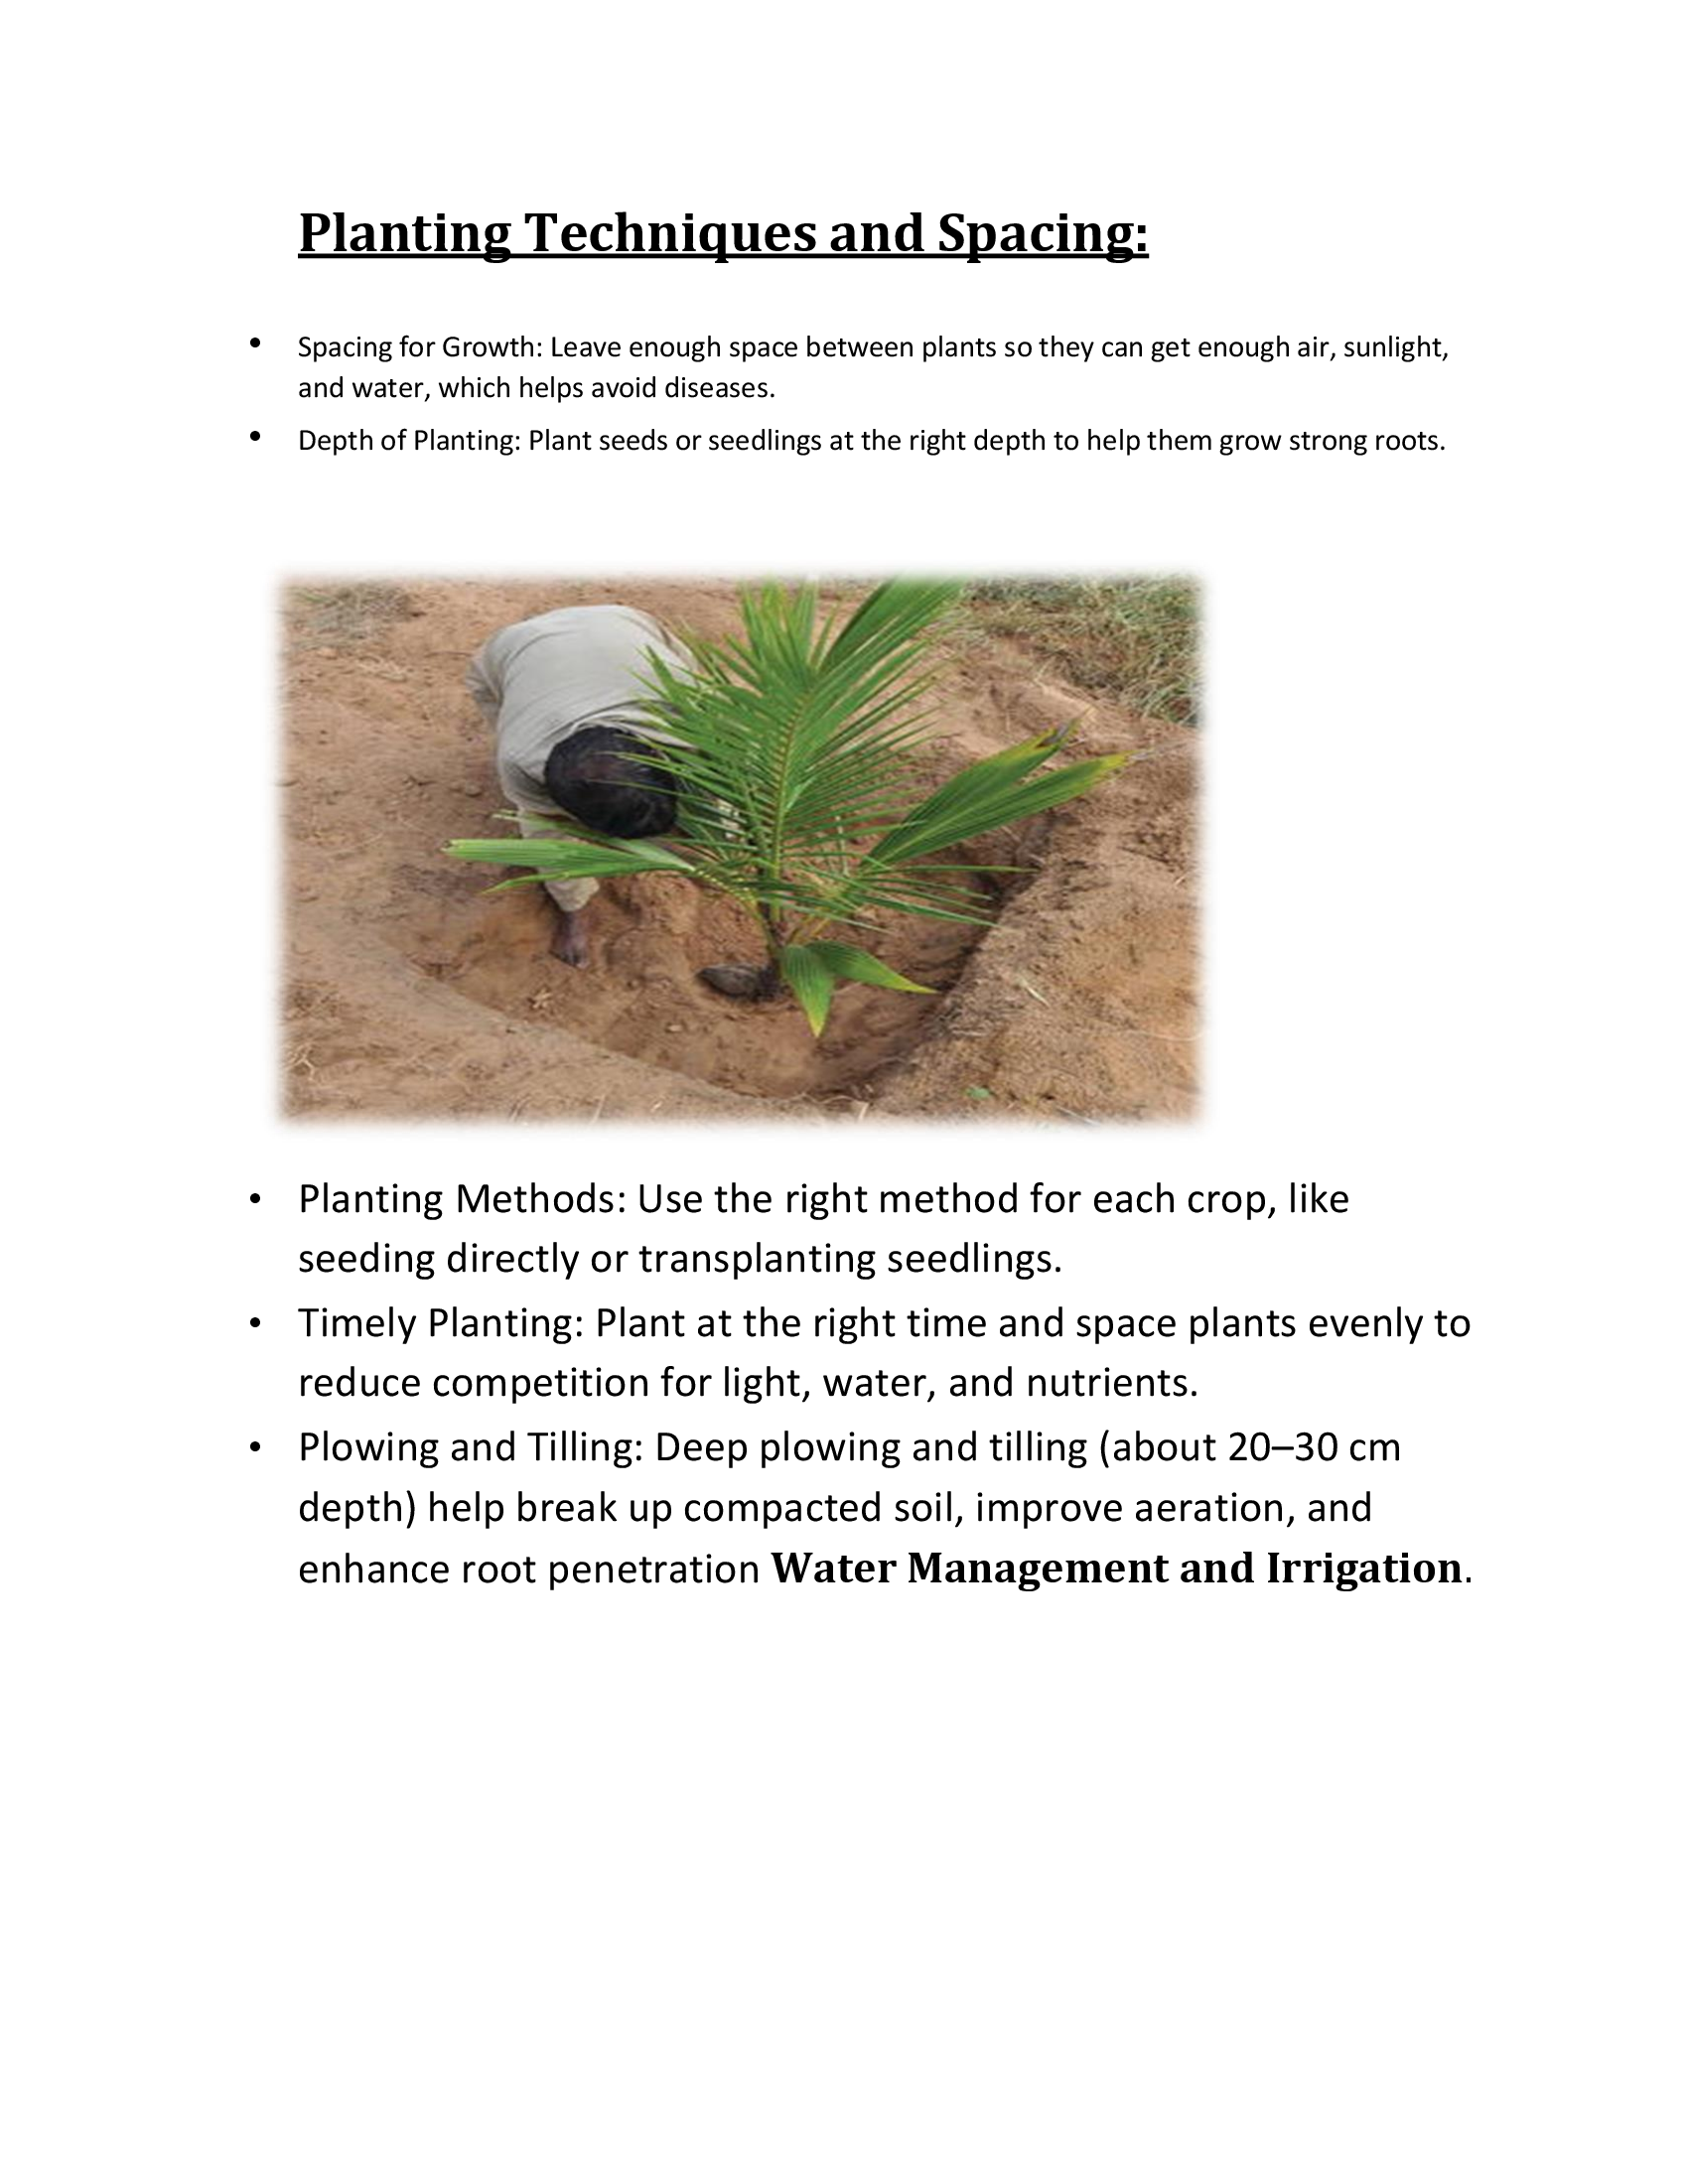 Planting Techniques and Spacing:
• Spacing for Growth: Leave enough space between plants so they can get enough air, sunlight,
and water, which helps avoid diseases.
• Depth of Planting: Plant seeds or seedlings at the right depth to help them grow strong roots.
• Planting Methods: Use the right method for each crop, like
seeding directly or transplanting seedlings.
• Timely Planting: Plant at the right time and space plants evenly to
reduce competition for light, water, and nutrients.
• Plowing and Tilling: Deep plowing and tilling (about 20–30 cm
depth) help break up compacted soil, improve aeration, and
enhance root penetration Water Management and Irrigation.